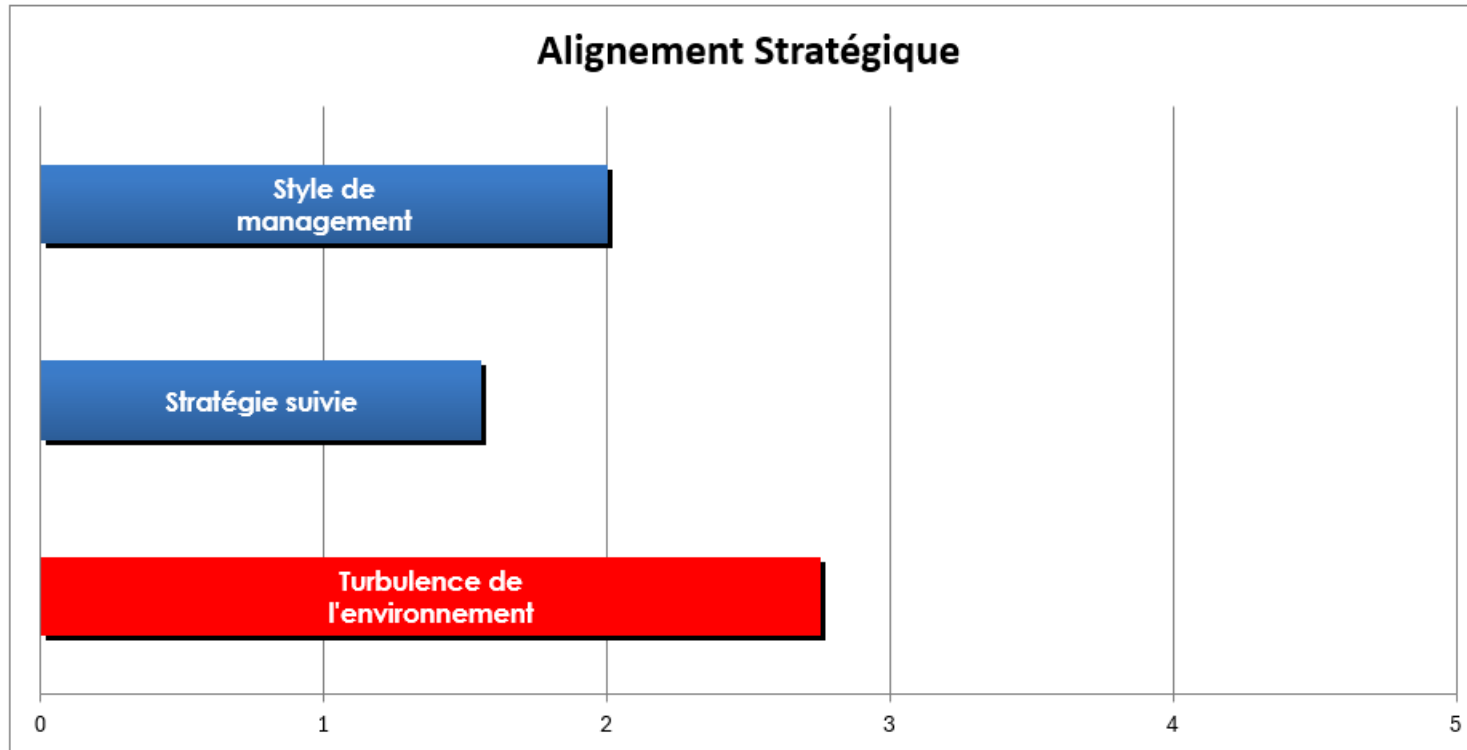 Alignement Stratégique
Style de
management
Stratégie suivie
Turbulence de
l'environnement
0 1 2 3 4 5